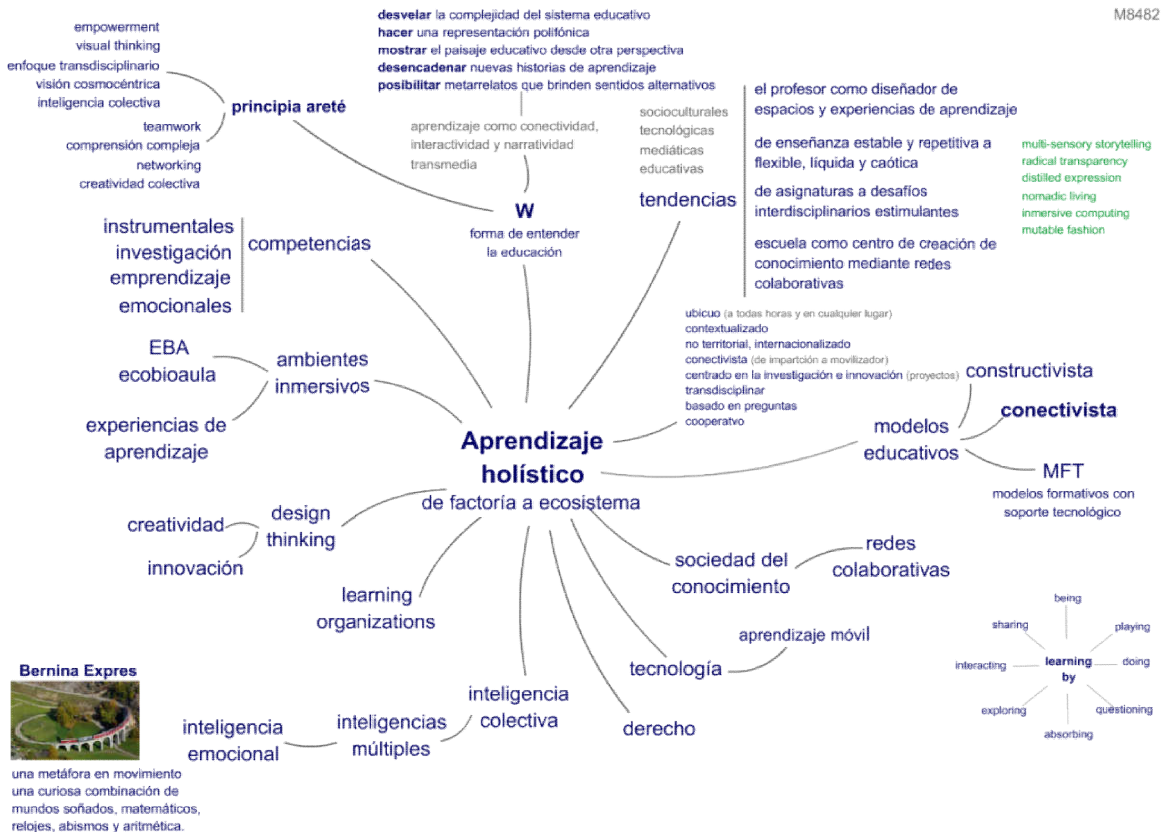 M8482
empowerment
visual thinking
enfoque transdisciplinario
visión cosmocéntrica
inteligencia colectiva
teamwork
comprensión compleja
networking
creatividad colectiva
principia areté
desvelar la complejidad del sistema educativo
hacer una representación polifónica
mostrar el paisaje educativo desde otra perspectiva
desencadenar nuevas historias de aprendizaje
posibilitar metarrelatos que brinden sentidos alternativos
aprendizaje como conectividad,
interactividad y narratividad
transmedia
W
forma de entender
la educación
socioculturales
tecnológicas
mediáticas
educativas
tendencias
el profesor como diseñador de
espacios y experiencias de aprendizaje
de enseñanza estable y repetitiva a
flexible, líquida y caótica
de asignaturas a desafíos
interdisciplinarios estimulantes
escuela como centro de creación de
conocimiento mediante redes
colaborativas
multi-sensory storytelling
radical transparency
distilled expression
nomadic living
inmersive computing
mutable fashion
instrumentales
investigación
emprendizaje
emocionales
competencias
EBA
ecobioaula
experiencias de
aprendizaje
ambientes
inmersivos
ubicuo (a todas horas y en cualquier lugar)
contextualizado
no territorial, internacionalizado
conectivista (de impartción a movilizador)
centrado en la investigación e innovación (proyectos)
transdisciplinar
basado en preguntas
cooperatvo
constructivista
conectivista
modelos
educativos
MFT
modelos formativos con
soporte tecnológico
Aprendizaje
holístico
de factoría a ecosistema
creatividad
innovación
design
thinking
learning
organizations
sociedad del
conocimiento
redes
colaborativas
aprendizaje móvil
tecnología
derecho
inteligencia
colectiva
inteligencias
múltiples
inteligencia
emocional
being
sharing
playing
interacting
learning
by
doing
exploring
questioning
absorbing
Bernina Expres
una metáfora en movimiento
una curiosa combinación de
mundos soñados, matemáticos,
relojes, abismos y aritmética.